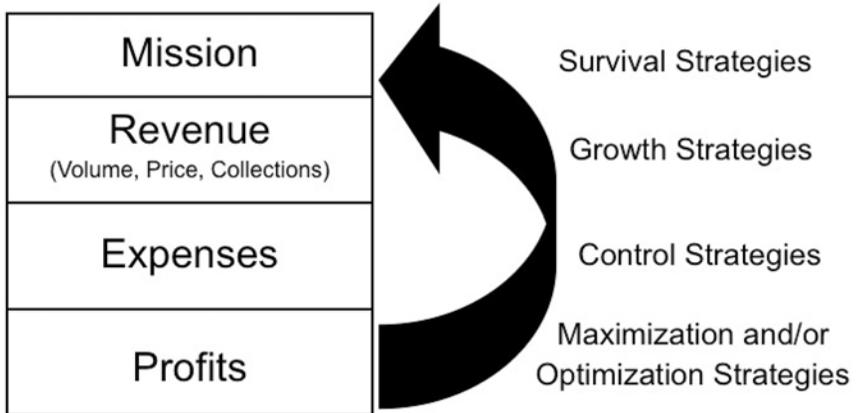 Mission
Survival Strategies
Revenue
(Volume, Price, Collections)
Growth Strategies
Expenses
Control Strategies
Profits
Maximization and/or
Optimization Strategies